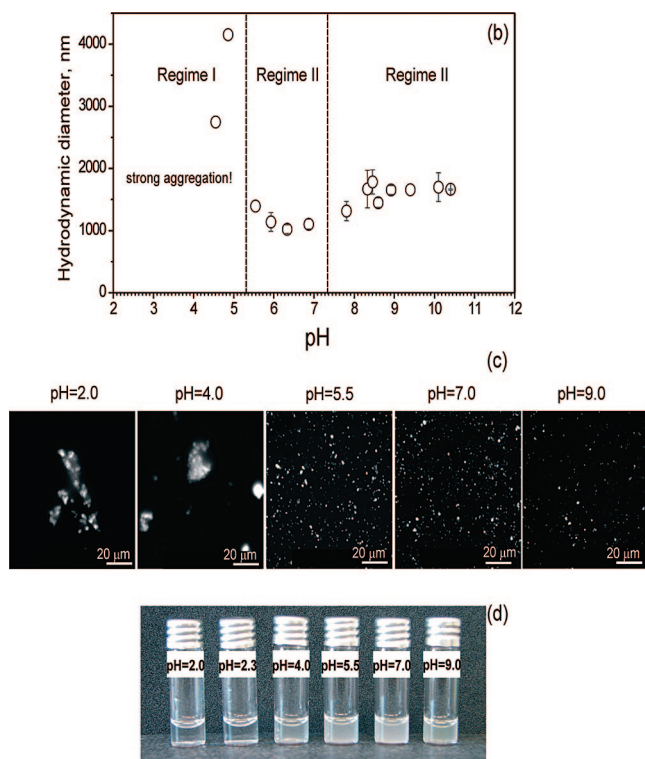 (b)
Hydrodynamic diameter, nm
4000
3000
2000
1000
0
Regime I
Regime II
Regime II
strong aggregation!
2 3 4 5 6 7 8 9 10 11 12
pH
(c)
pH=2.0 pH=4.0 pH=5.5 pH=7.0 pH=9.0
20 μm 20 μm 20 μm 20 μm 20 μm
(d)
pH=2.0 pH=2.3 pH=4.0 pH=5.5 pH=7.0 pH=9.0